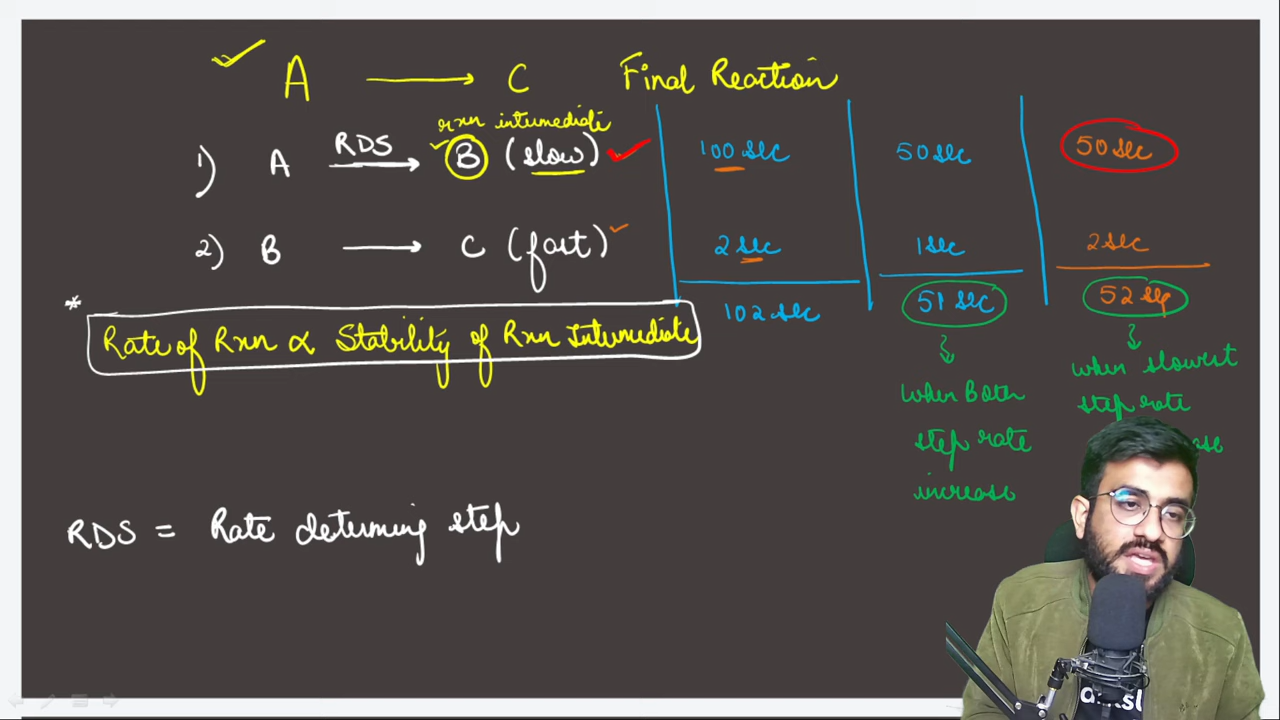 A → C Final Reaction
rxn intermediate
1) A RDS → B (slow) 100 sec 50 sec 50 sec
2) B → C (fast) 2 sec 1 sec 2 sec
102 sec 51 sec 52 sec
* Rate of Rxn ∝ Stability of Rxn Intermediate
when Both
step rate
increase
when slowest
step rate
RDS = Rate determing step